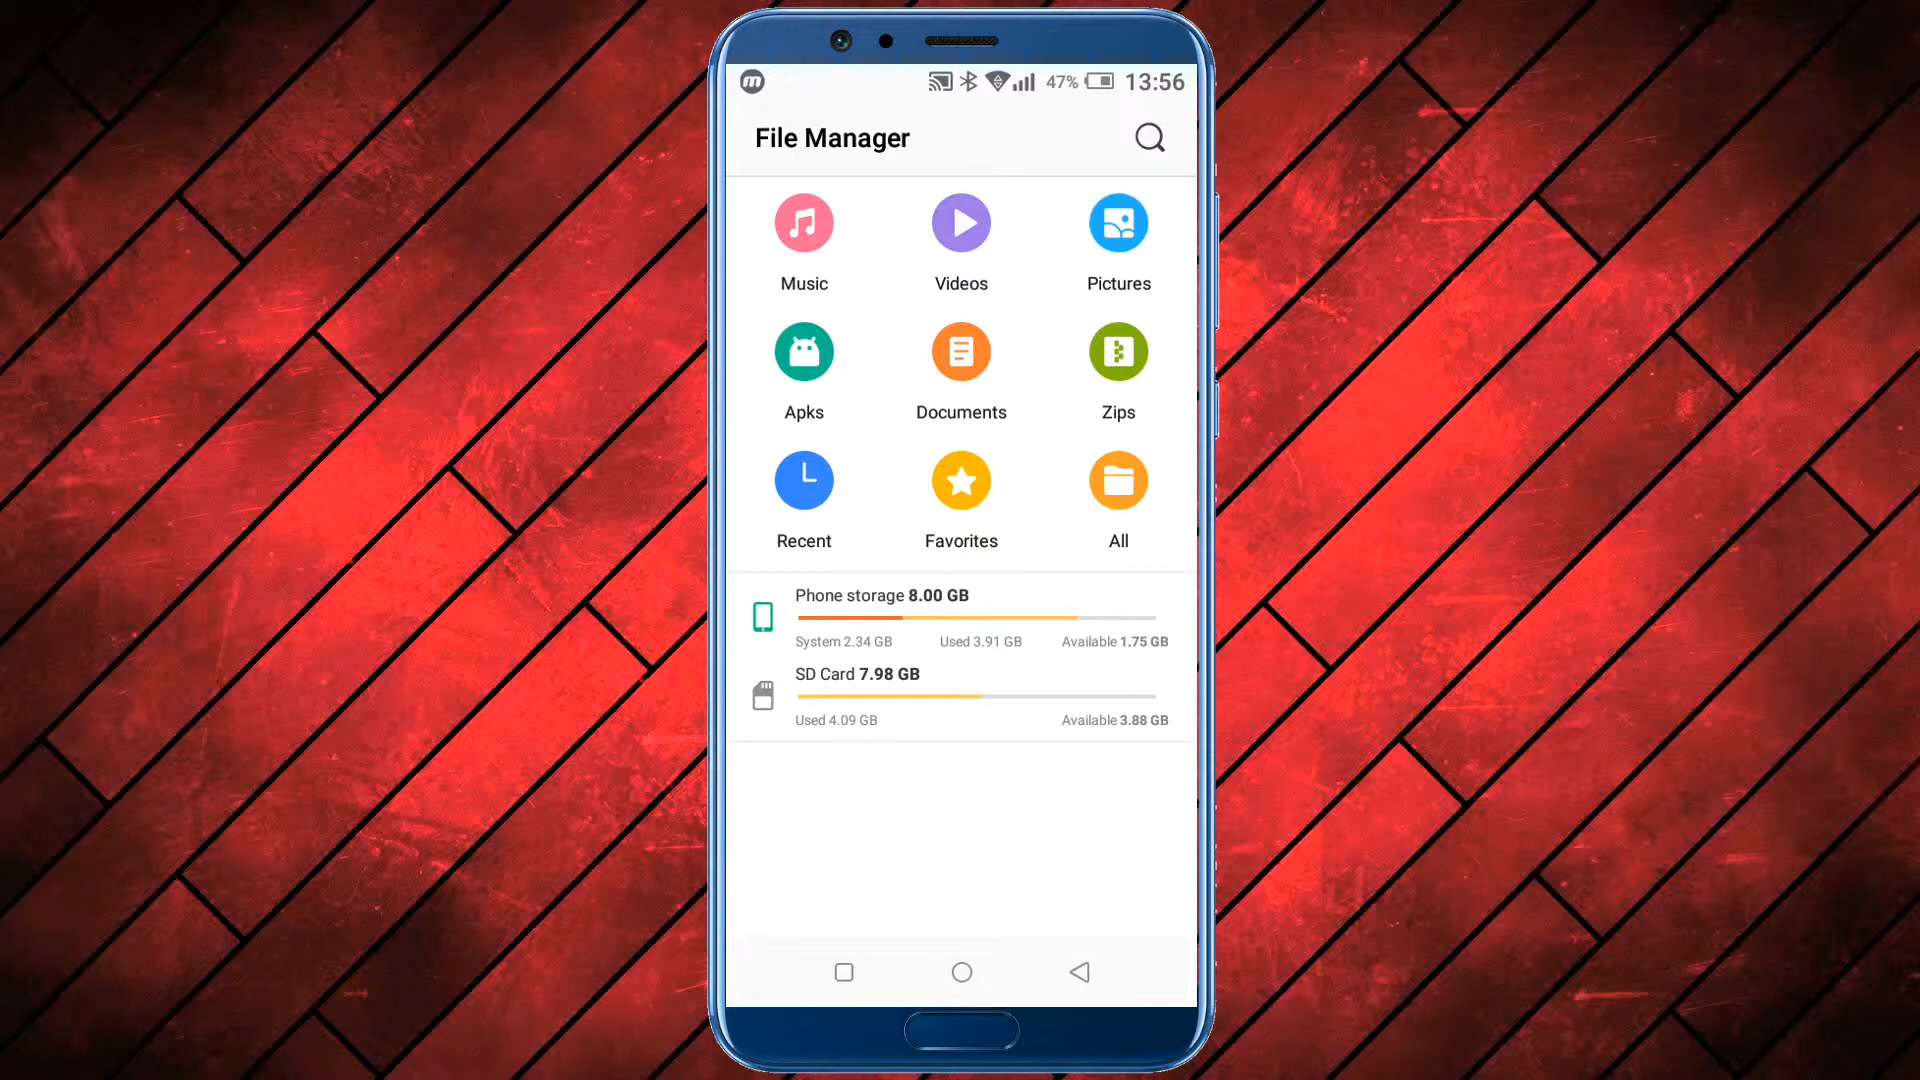 m
47% 13:56
File Manager
Music Videos Pictures
Apks Documents Zips
Recent Favorites All
Phone storage 8.00 GB
System 2.34 GB Used 3.91 GB Available 1.75 GB
SD Card 7.98 GB
Used 4.09 GB Available 3.88 GB